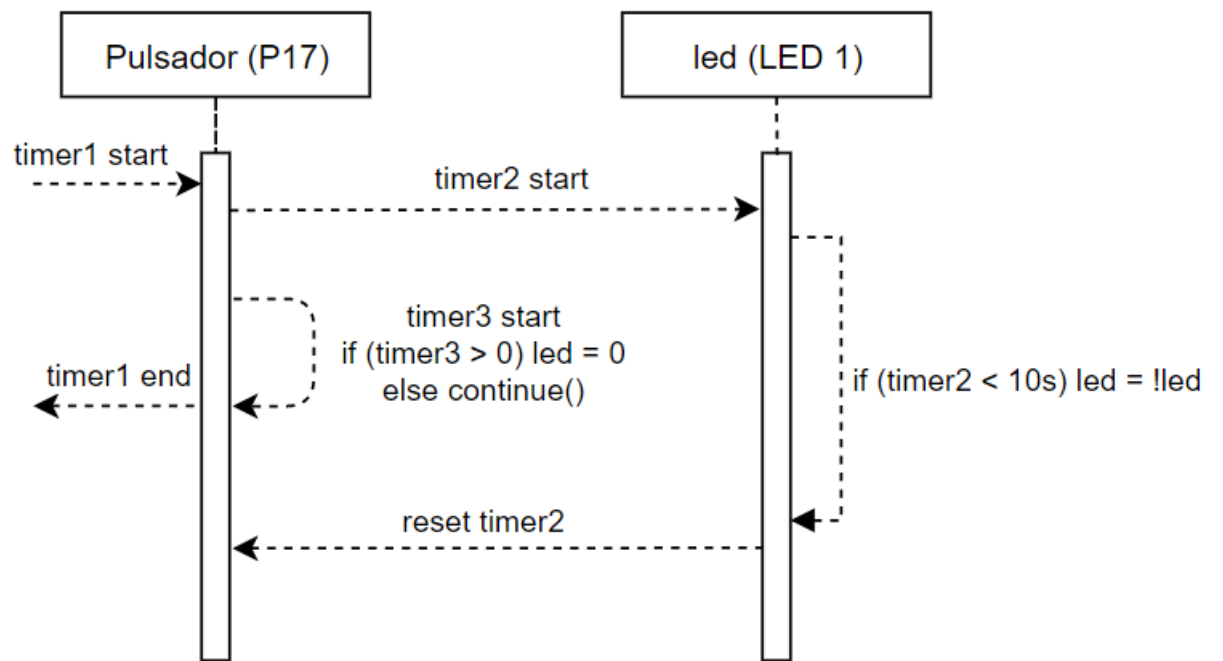 Pulsador (P17)
led (LED 1)
timer1 start
timer2 start
timer3 start
if (timer3 > 0) led = 0
else continue()
timer1 end
if (timer2 < 10s) led = !led
reset timer2